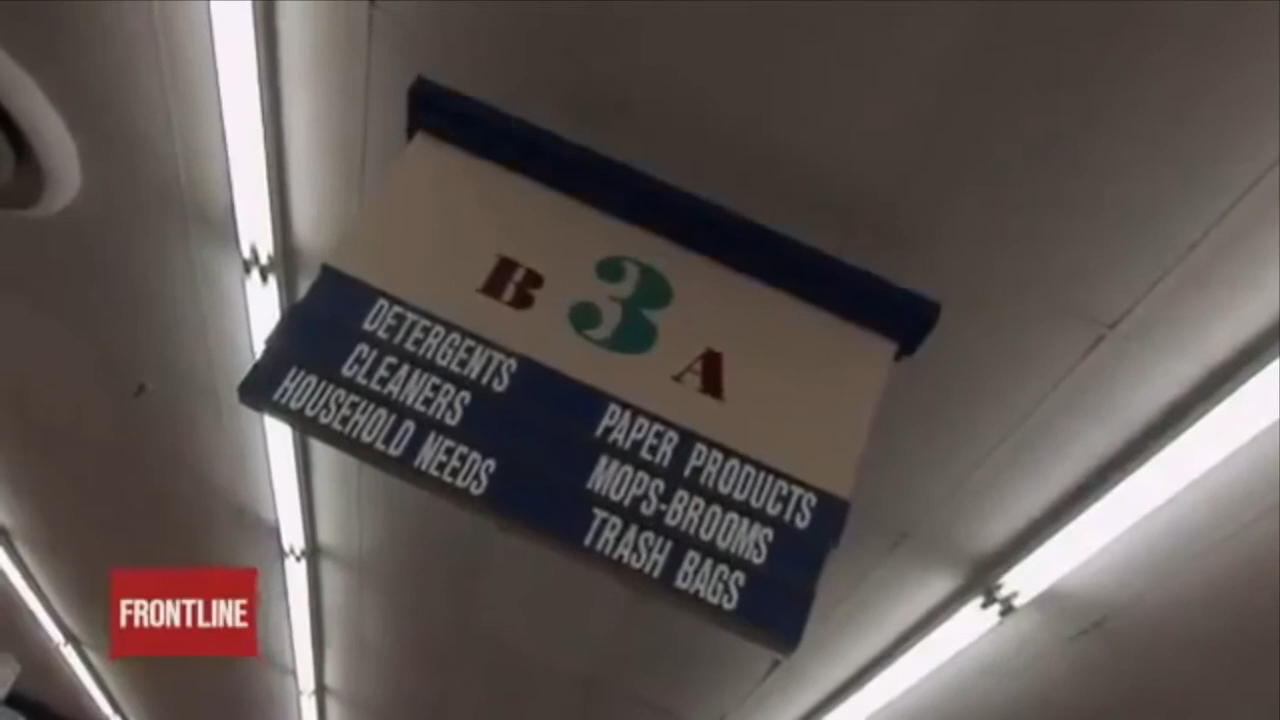 B 3 A
DETERGENTS
CLEANERS
HOUSEHOLD NEEDS
PAPER PRODUCTS
MOPS-BROOMS
TRASH BAGS
FRONTLINE